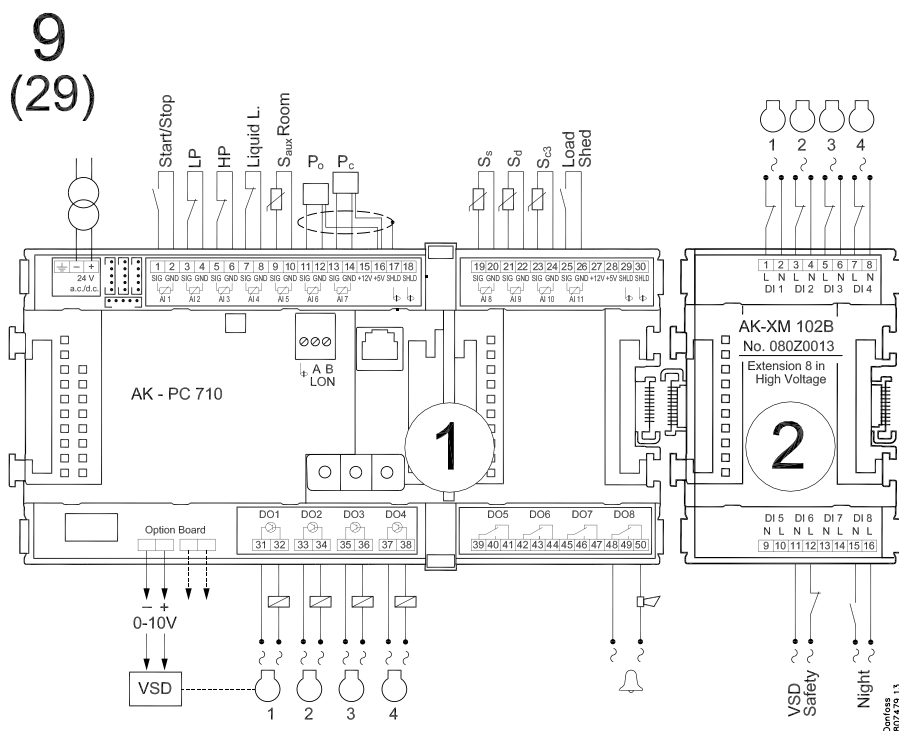 9
(29)
Start/Stop
LP
HP
Liquid L.
Saux Room
Po
Pc
Ss
Sd
Sc3
Load
Shed
1 2 3 4
− +
24 V
a.c./d.c.
1 2 3 4 5 6 7 8 9 10 11 12 13 14 15 16 17 18
SIG GND SIG GND SIG GND SIG GND SIG GND SIG GND SIG GND +12V +5V SHLD SHLD
AI 1 AI 2 AI 3 AI 4 AI 5 AI 6 AI 7
19 20 21 22 23 24 25 26 27 28 29 30
SIG GND SIG GND SIG GND SIG GND +12V +5V SHLD SHLD
AI 8 AI 9 AI 10 AI 11
1 2 3 4 5 6 7 8
L N L N L N L N
DI 1 DI 2 DI 3 DI 4
AK-XM 102B
No. 080Z0013
Extension 8 in
High Voltage
A B
LON
AK - PC 710
1
2
Option Board
DO1 DO2 DO3 DO4
31 32 33 34 35 36 37 38
DO5 DO6 DO7 DO8
39 40 41 42 43 44 45 46 47 48 49 50
DI 5 DI 6 DI 7 DI 8
N L N L N L N L
9 10 11 12 13 14 15 16
− +
0-10V
VSD
1 2 3 4
VSD
Safety
Night
Danfoss
80Z479.13